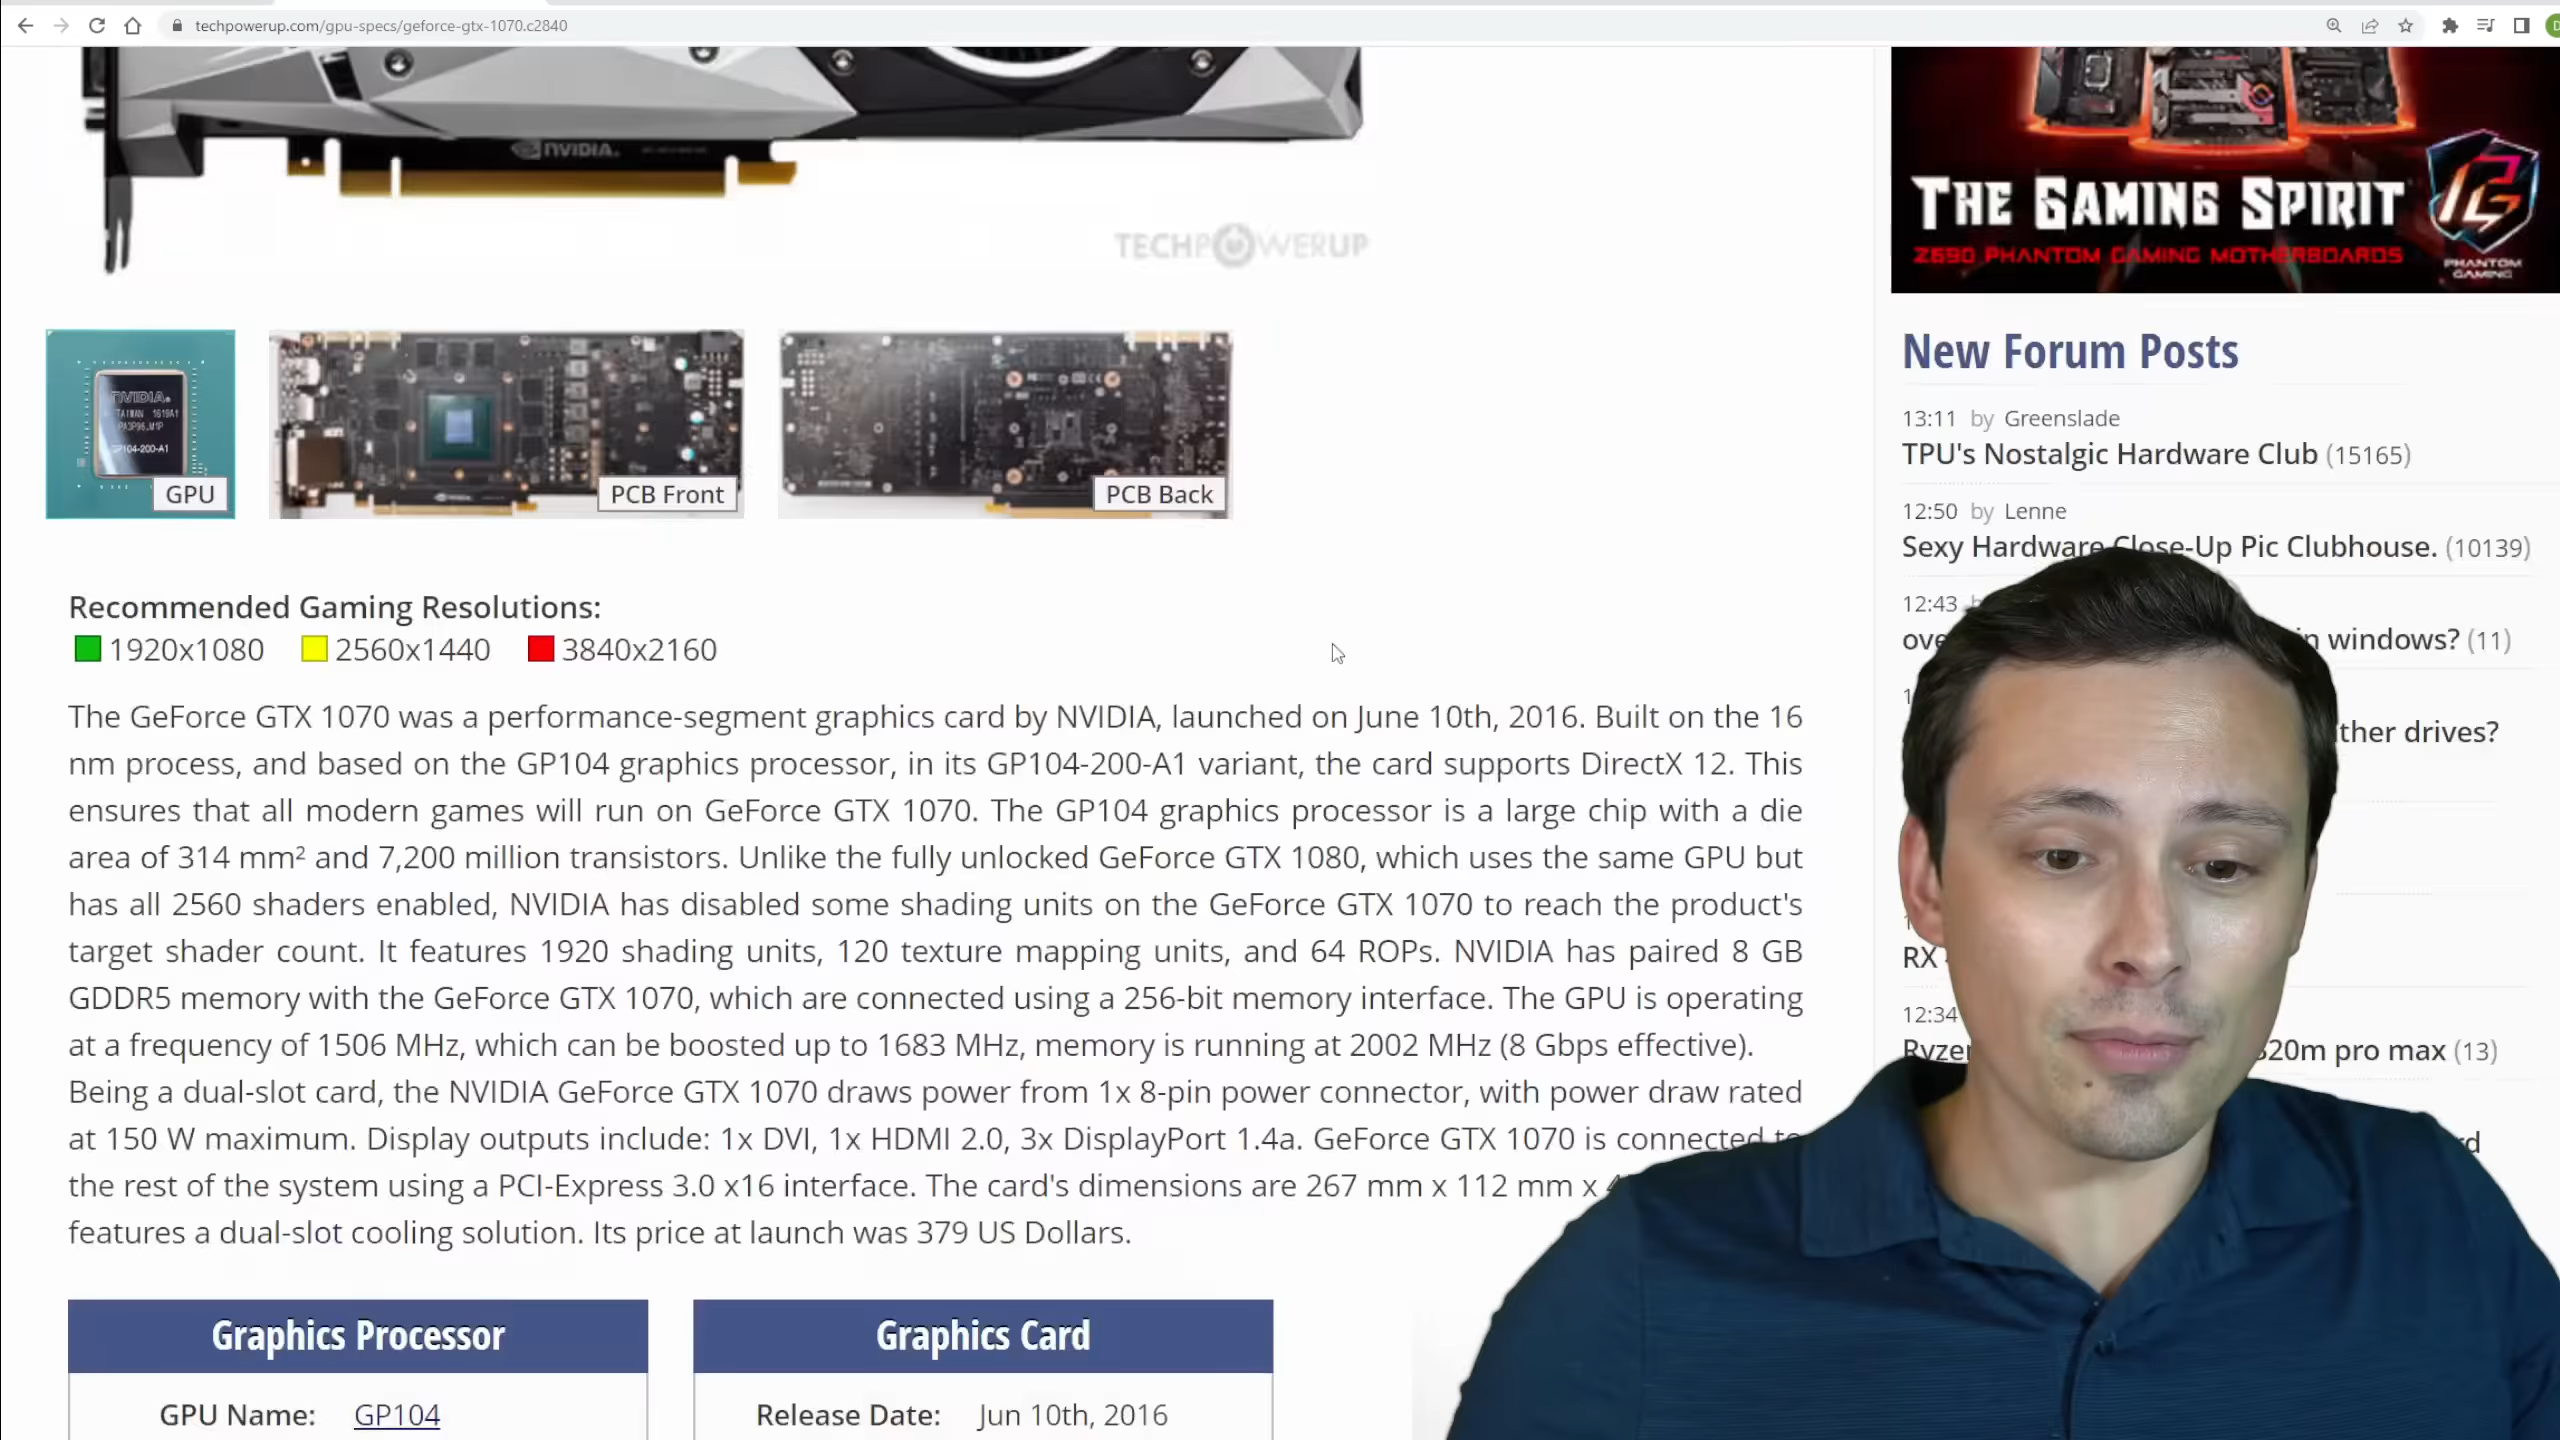 techpowerup.com/gpu-specs/geforce-gtx-1070.c2840
D
NVIDIA.
TECHPOWERUP
THE GAMING SPIRIT
Z690 PHANTOM GAMING MOTHERBOARDS
PHANTOM
GAMING
NVIDIA.
TAIWAN 1619A1
GP104-200-A1
GPU
PCB Front
PCB Back
New Forum Posts
13:11 by Greenslade
TPU's Nostalgic Hardware Club (15165)
12:50 by Lenne
Sexy Hardware Close-Up Pic Clubhouse. (10139)
12:43
in windows? (11)
ther drives?
RX
12:34
Ryzen
320m pro max (13)
rd
Recommended Gaming Resolutions:
1920x1080 2560x1440 3840x2160
The GeForce GTX 1070 was a performance-segment graphics card by NVIDIA, launched on June 10th, 2016. Built on the 16
nm process, and based on the GP104 graphics processor, in its GP104-200-A1 variant, the card supports DirectX 12. This
ensures that all modern games will run on GeForce GTX 1070. The GP104 graphics processor is a large chip with a die
area of 314 mm² and 7,200 million transistors. Unlike the fully unlocked GeForce GTX 1080, which uses the same GPU but
has all 2560 shaders enabled, NVIDIA has disabled some shading units on the GeForce GTX 1070 to reach the product's
target shader count. It features 1920 shading units, 120 texture mapping units, and 64 ROPs. NVIDIA has paired 8 GB
GDDR5 memory with the GeForce GTX 1070, which are connected using a 256-bit memory interface. The GPU is operating
at a frequency of 1506 MHz, which can be boosted up to 1683 MHz, memory is running at 2002 MHz (8 Gbps effective).
Being a dual-slot card, the NVIDIA GeForce GTX 1070 draws power from 1x 8-pin power connector, with power draw rated
at 150 W maximum. Display outputs include: 1x DVI, 1x HDMI 2.0, 3x DisplayPort 1.4a. GeForce GTX 1070 is connected to
the rest of the system using a PCI-Express 3.0 x16 interface. The card's dimensions are 267 mm x 112 mm x
features a dual-slot cooling solution. Its price at launch was 379 US Dollars.
Graphics Processor
GPU Name: GP104
Graphics Card
Release Date: Jun 10th, 2016